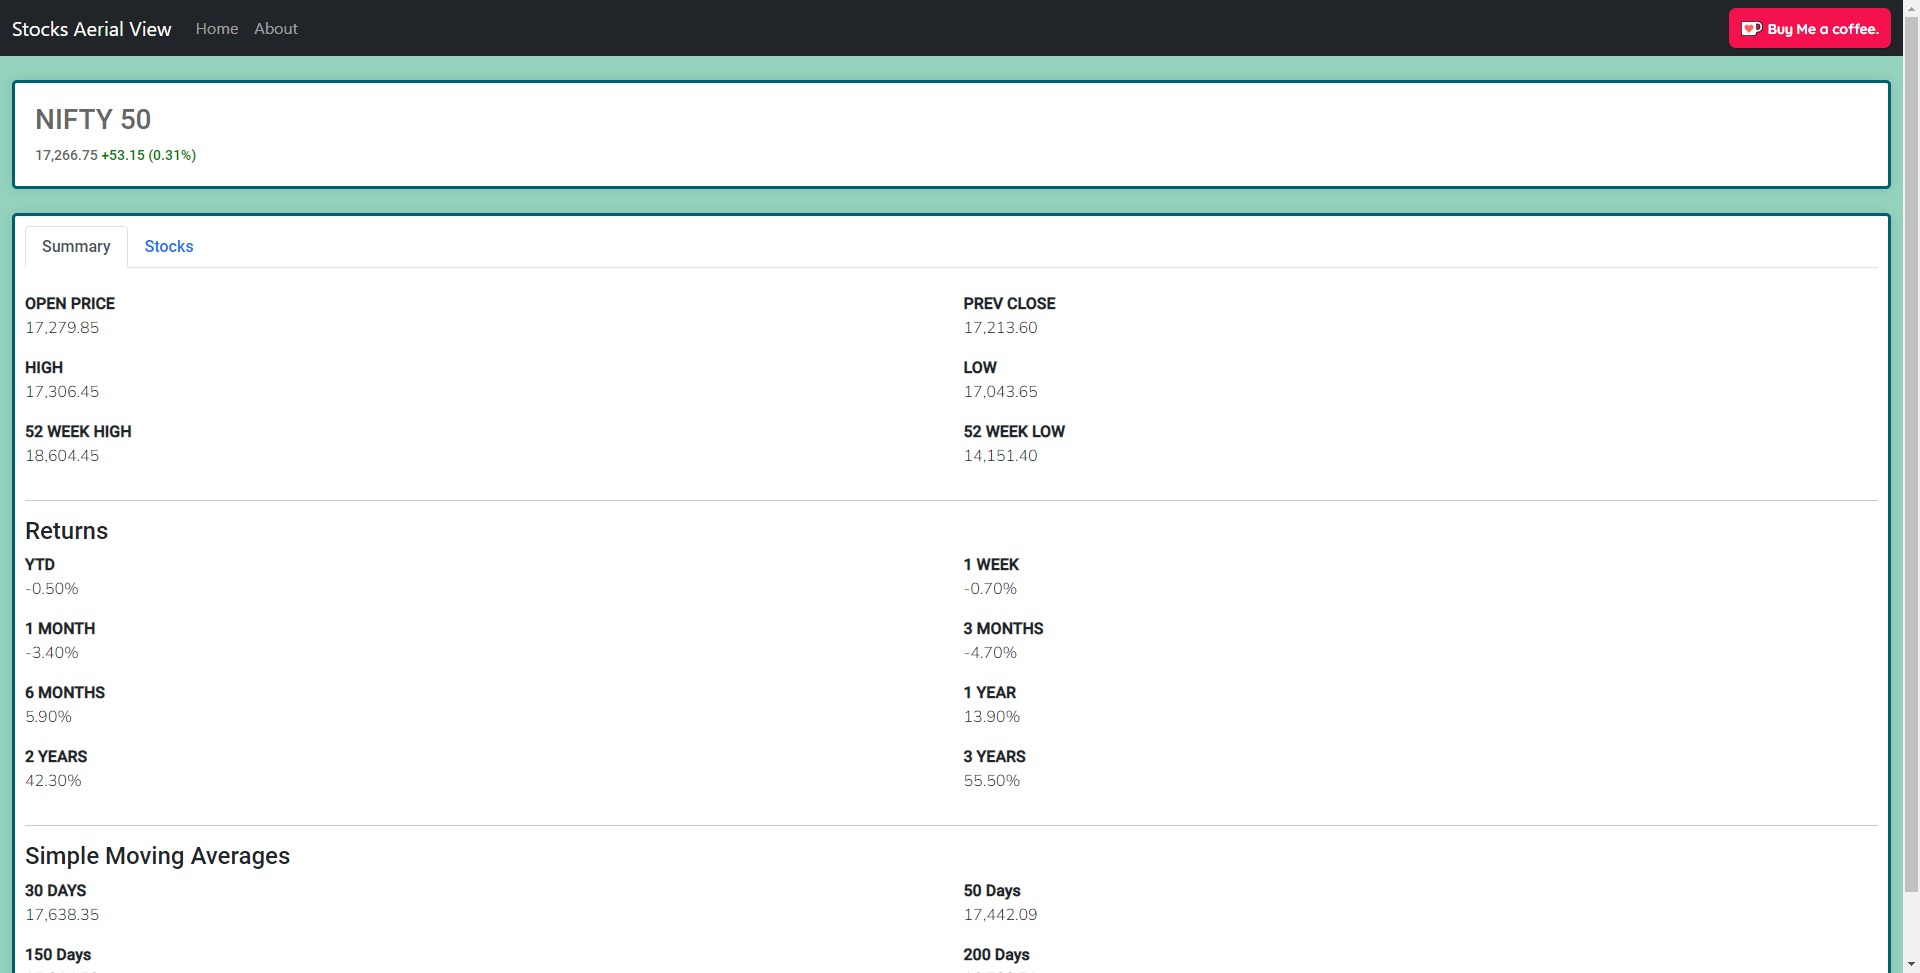 Stocks Aerial View Home About Buy Me a coffee.
NIFTY 50
17,266.75 +53.15 (0.31%)
Summary Stocks
OPEN PRICE PREV CLOSE
17,279.85 17,213.60
HIGH LOW
17,306.45 17,043.65
52 WEEK HIGH 52 WEEK LOW
18,604.45 14,151.40
Returns
YTD 1 WEEK
-0.50% -0.70%
1 MONTH 3 MONTHS
-3.40% -4.70%
6 MONTHS 1 YEAR
5.90% 13.90%
2 YEARS 3 YEARS
42.30% 55.50%
Simple Moving Averages
30 DAYS 50 Days
17,638.35 17,442.09
150 Days 200 Days